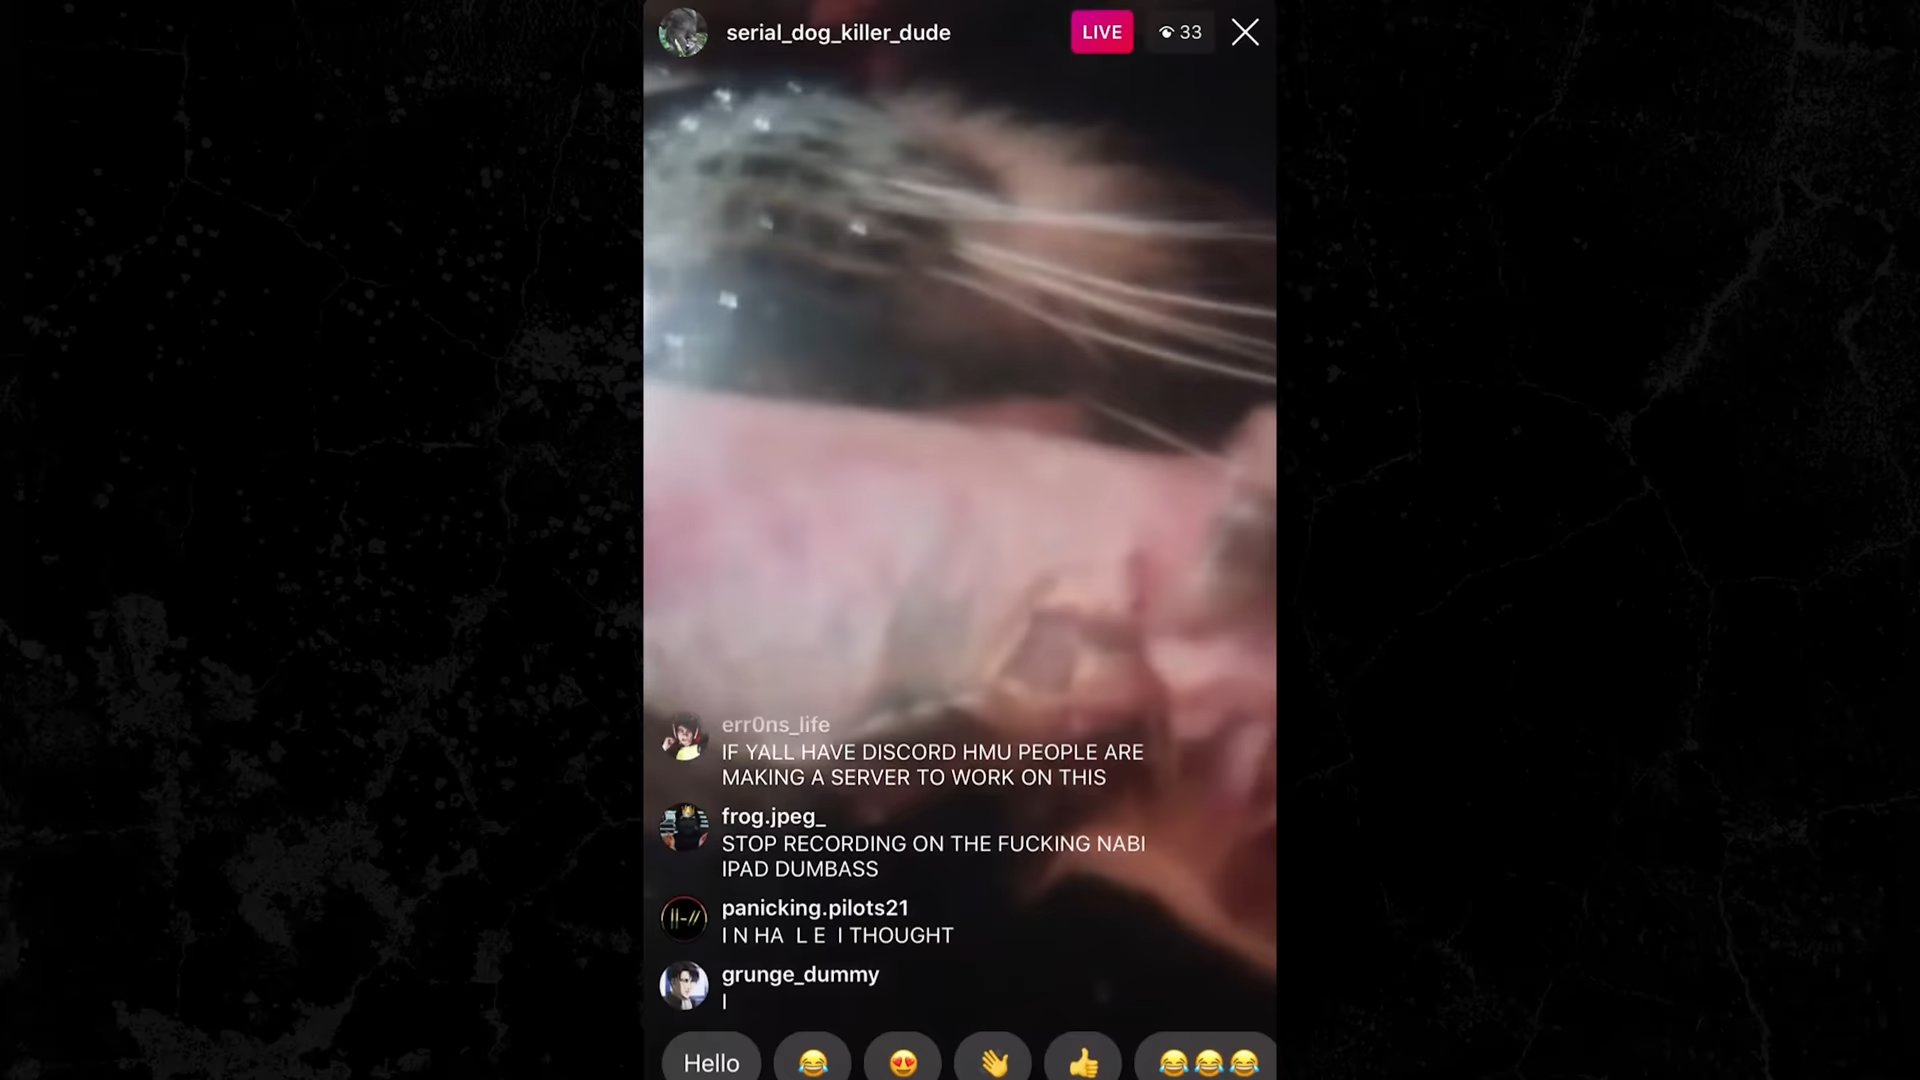 serial_dog_killer_dude
LIVE
33
err0ns_life
IF YALL HAVE DISCORD HMU PEOPLE ARE
MAKING A SERVER TO WORK ON THIS
frog.jpeg_
STOP RECORDING ON THE FUCKING NABI
IPAD DUMBASS
panicking.pilots21
I N HA  L E  I THOUGHT
grunge_dummy
I
Hello